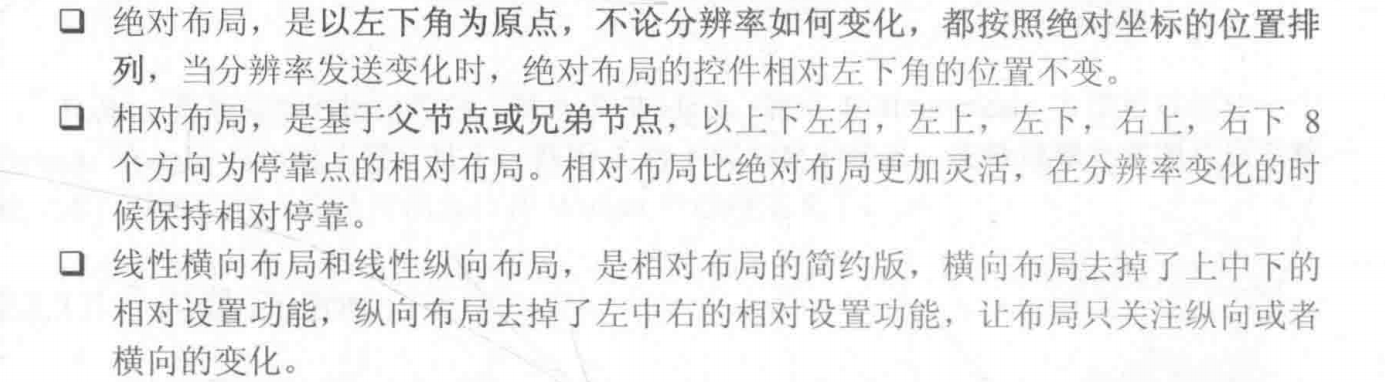 ❑ 绝对布局，是以左下角为原点，不论分辨率如何变化，都按照绝对坐标的位置排
列，当分辨率发送变化时，绝对布局的控件相对左下角的位置不变。
❑ 相对布局，是基于父节点或兄弟节点，以上下左右，左上，左下，右上，右下 8
个方向为停靠点的相对布局。相对布局比绝对布局更加灵活，在分辨率变化的时
候保持相对停靠。
❑ 线性横向布局和线性纵向布局，是相对布局的简约版，横向布局去掉了上中下的
相对设置功能，纵向布局去掉了左中右的相对设置功能，让布局只关注纵向或者
横向的变化。